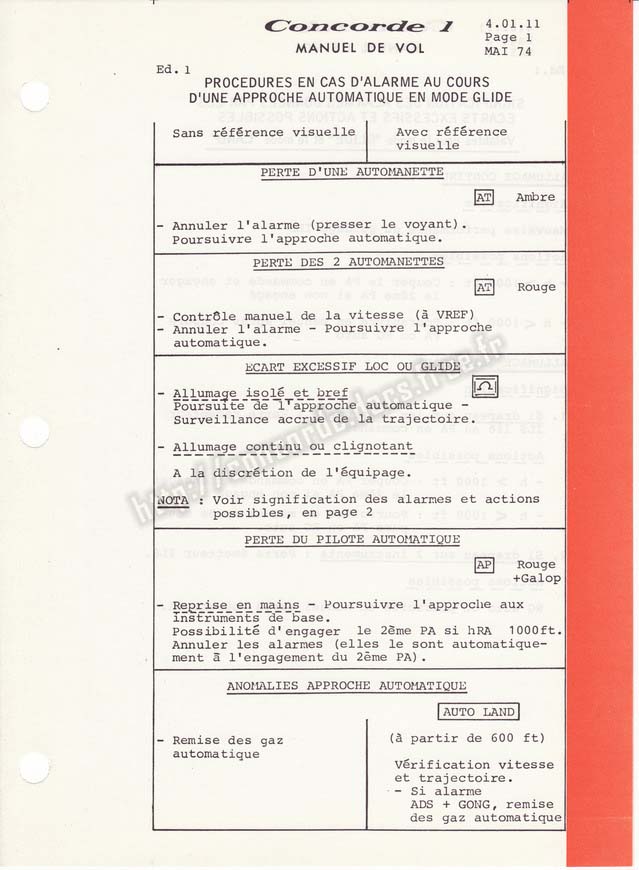 Concorde 1
MANUEL DE VOL
4.01.11
Page 1
MAI 74
Ed. 1
PROCEDURES EN CAS D'ALARME AU COURS
D'UNE APPROCHE AUTOMATIQUE EN MODE GLIDE
Sans référence visuelle
Avec référence
visuelle
PERTE D'UNE AUTOMANETTE
AT Ambre
- Annuler l'alarme (presser le voyant).
Poursuivre l'approche automatique.
PERTE DES 2 AUTOMANETTES
AT Rouge
- Contrôle manuel de la vitesse (à VREF)
- Annuler l'alarme - Poursuivre l'approche
automatique.
ECART EXCESSIF LOC OU GLIDE
- Allumage isolé et bref
Poursuite de l'approche automatique -
Surveillance accrue de la trajectoire.
- Allumage continu ou clignotant
A la discrétion de l'équipage.
NOTA : Voir signification des alarmes et actions
possibles, en page 2
PERTE DU PILOTE AUTOMATIQUE
AP Rouge
+Galop
- Reprise en mains - Poursuivre l'approche aux
instruments de base.
Possibilité d'engager le 2ème PA si hRA 1000ft.
Annuler les alarmes (elles le sont automatique-
ment à l'engagement du 2ème PA).
ANOMALIES APPROCHE AUTOMATIQUE
AUTO LAND
- Remise des gaz
automatique
(à partir de 600 ft)
Vérification vitesse
et trajectoire.
- Si alarme
ADS + GONG, remise
des gaz automatique